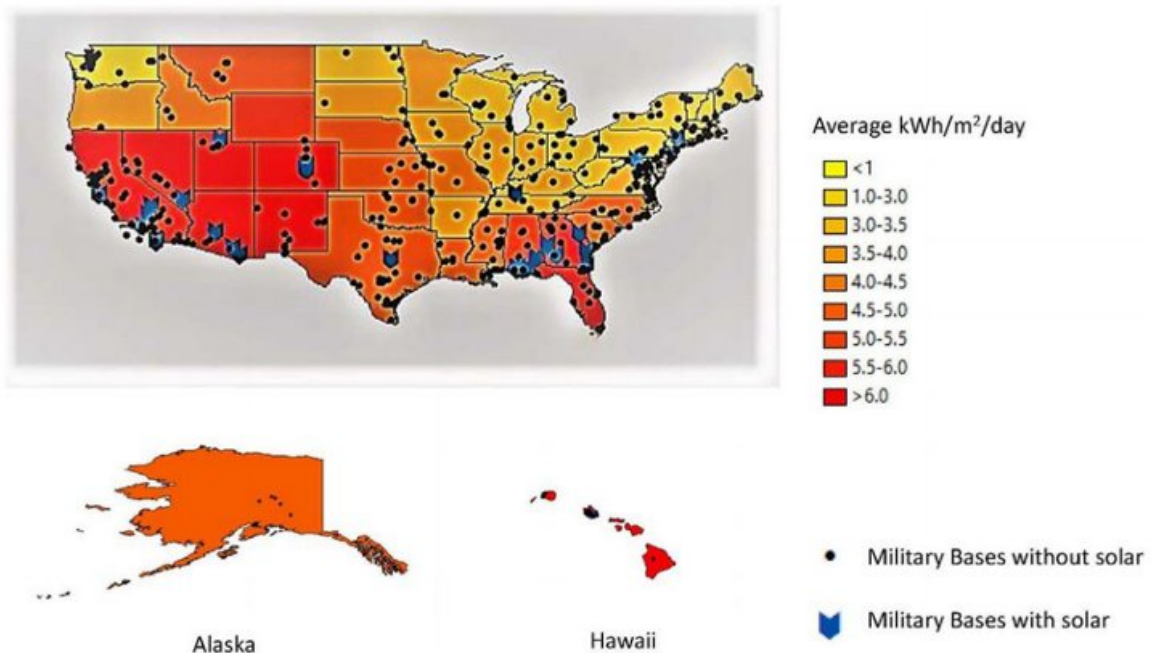 Average kWh/m²/day
<1
1.0-3.0
3.0-3.5
3.5-4.0
4.0-4.5
4.5-5.0
5.0-5.5
5.5-6.0
>6.0
Military Bases without solar
Military Bases with solar
Alaska
Hawaii